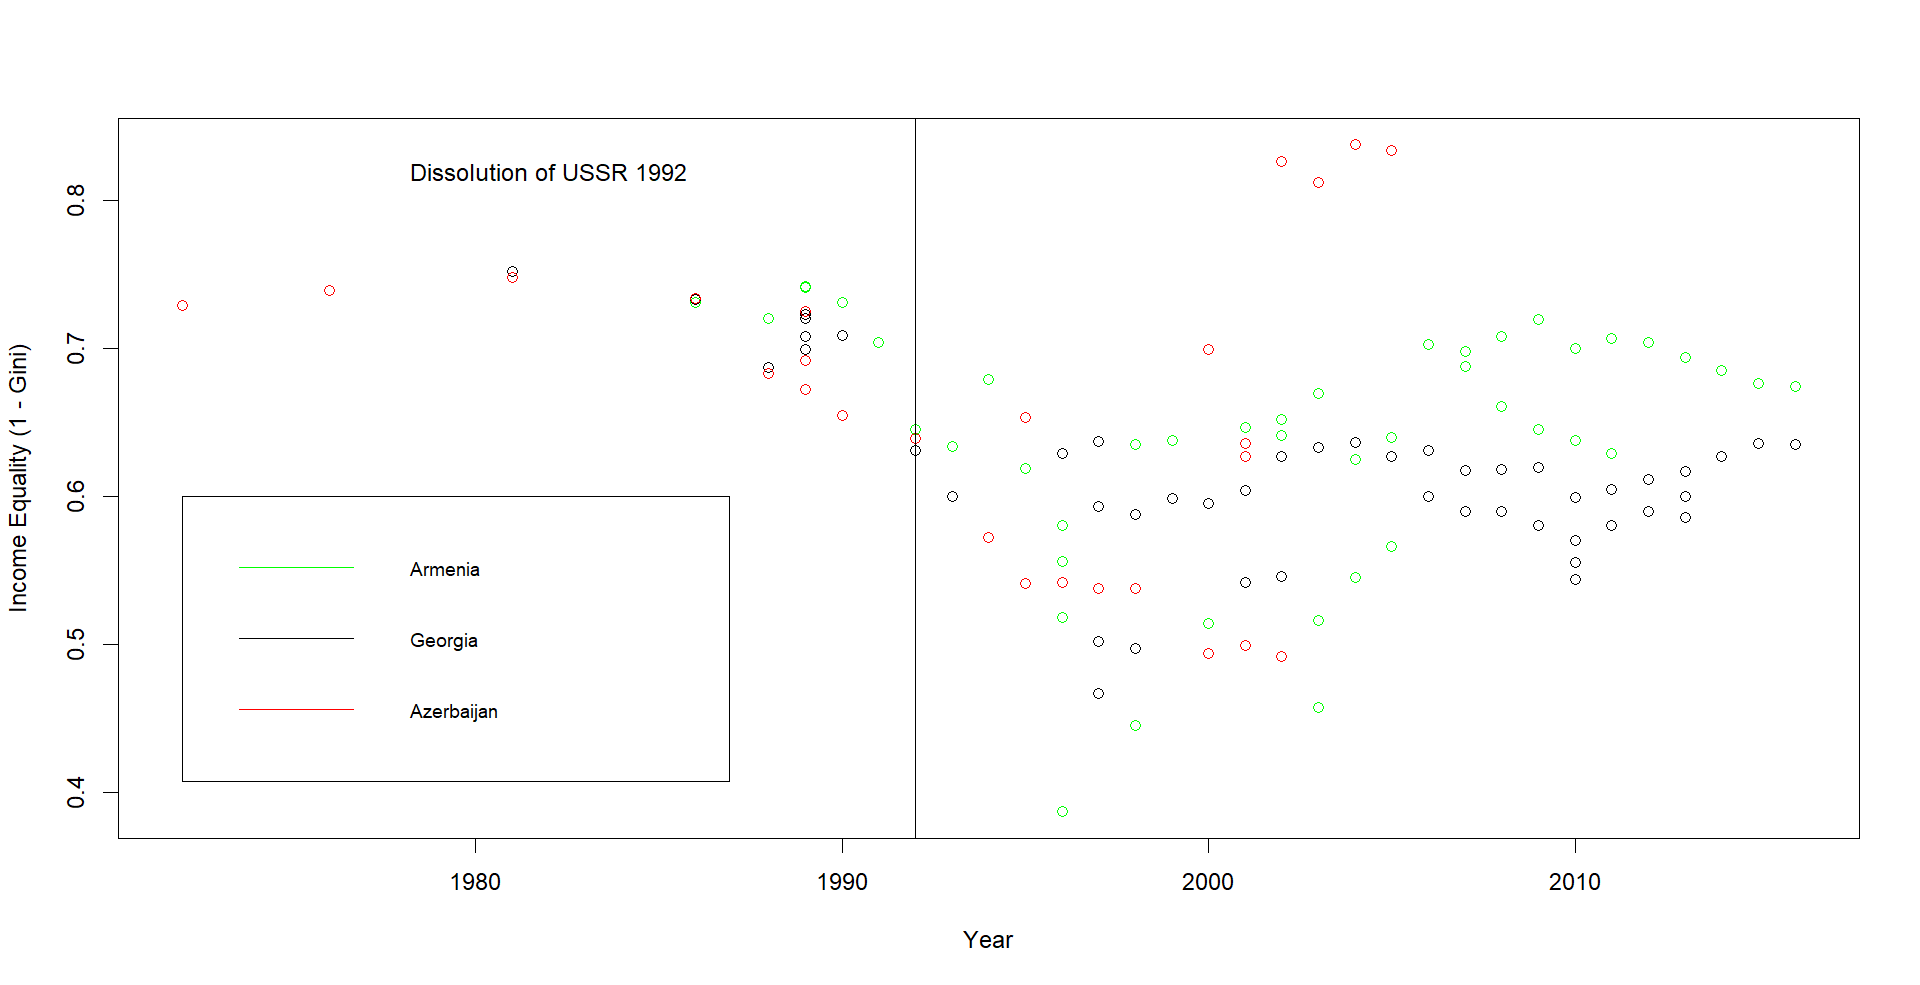 Dissolution of USSR 1992
Income Equality (1 - Gini)
0.8
0.7
0.6
0.5
0.4
Armenia
Georgia
Azerbaijan
1980
1990
2000
2010
Year